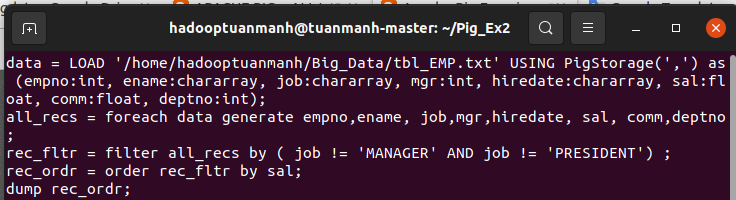 hadooptuanmanh@tuanmanh-master: ~/Pig_Ex2
data = LOAD '/home/hadooptuanmanh/Big_Data/tbl_EMP.txt' USING PigStorage(',') as
 (empno:int, ename:chararray, job:chararray, mgr:int, hiredate:chararray, sal:fl
oat, comm:float, deptno:int);
all_recs = foreach data generate empno,ename, job,mgr,hiredate, sal, comm,deptno
;
rec_fltr = filter all_recs by ( job != 'MANAGER' AND job != 'PRESIDENT') ;
rec_ordr = order rec_fltr by sal;
dump rec_ordr;